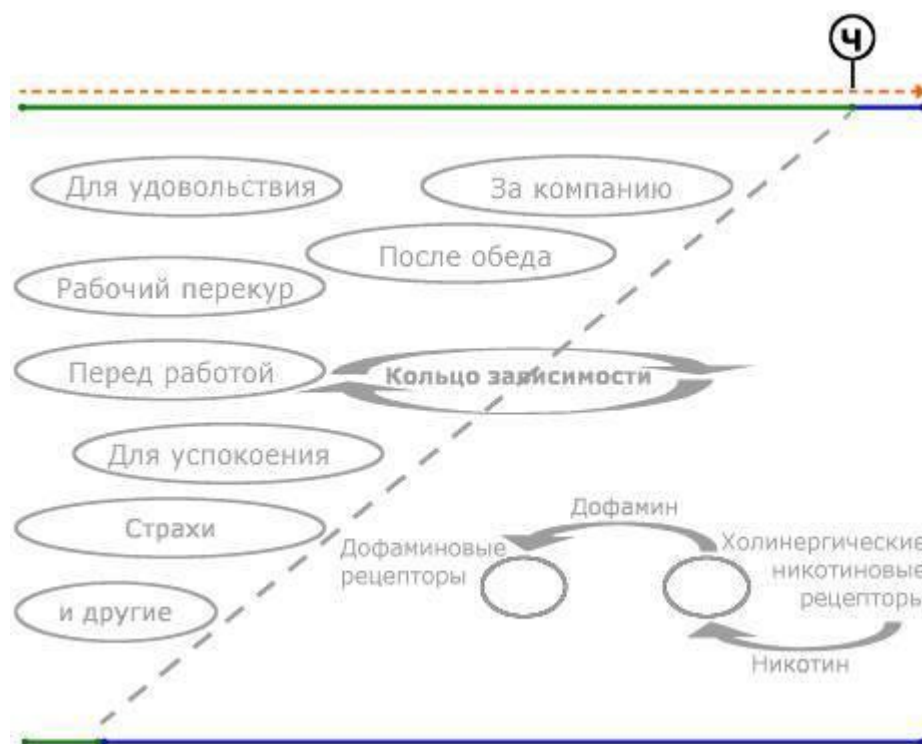 Ч
Для удовольствия
За компанию
После обеда
Рабочий перекур
Перед работой
Кольцо зависимости
Для успокоения
Страхи
Дофамин
Дофаминовые
рецепторы
Холинергические
никотиновые
рецепторы
и другие
Никотин